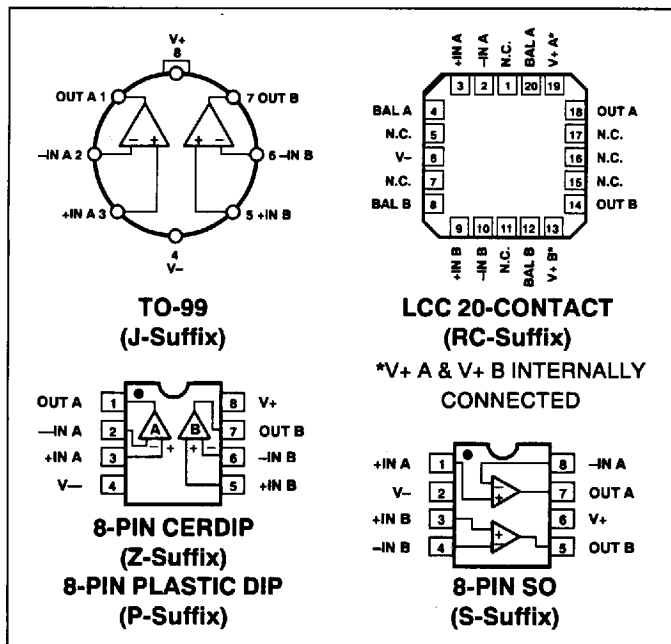 V+
8
OUT A 1
7 OUT B
–IN A 2
6 –IN B
+IN A 3
5 +IN B
4
V–
TO-99
(J-Suffix)
+IN A
–IN A
N.C.
BAL A
V+ A*
3 2 1 20 19
BAL A 4
18 OUT A
N.C. 5
17 N.C.
V– 6
16 N.C.
N.C. 7
15 N.C.
BAL B 8
14 OUT B
9 10 11 12 13
+IN B
–IN B
N.C.
BAL B
V+ B*
LCC 20-CONTACT
(RC-Suffix)
*V+ A & V+ B INTERNALLY
CONNECTED
OUT A 1
8 V+
—IN A 2
7 OUT B
+IN A 3
6 –IN B
V— 4
5 +IN B
A B
8-PIN CERDIP
(Z-Suffix)
8-PIN PLASTIC DIP
(P-Suffix)
+IN A 1
8 –IN A
V– 2
7 OUT A
+IN B 3
6 V+
–IN B 4
5 OUT B
8-PIN SO
(S-Suffix)